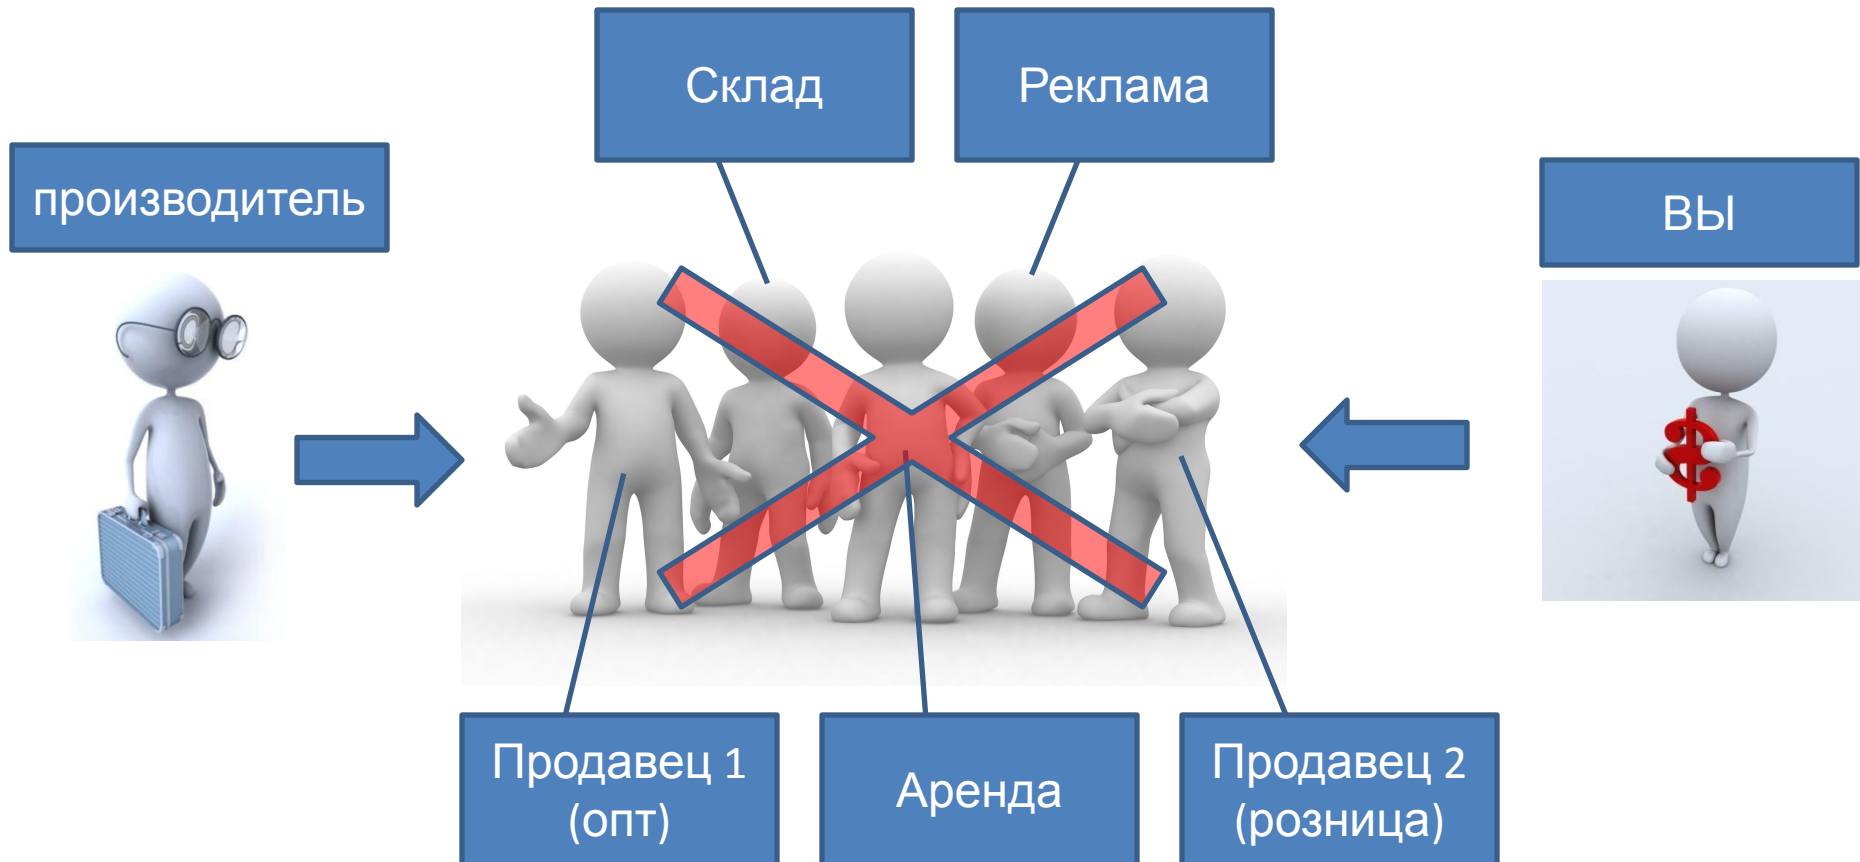 Склад
Реклама
производитель
ВЫ
Продавец 1
(опт)
Аренда
Продавец 2
(розница)